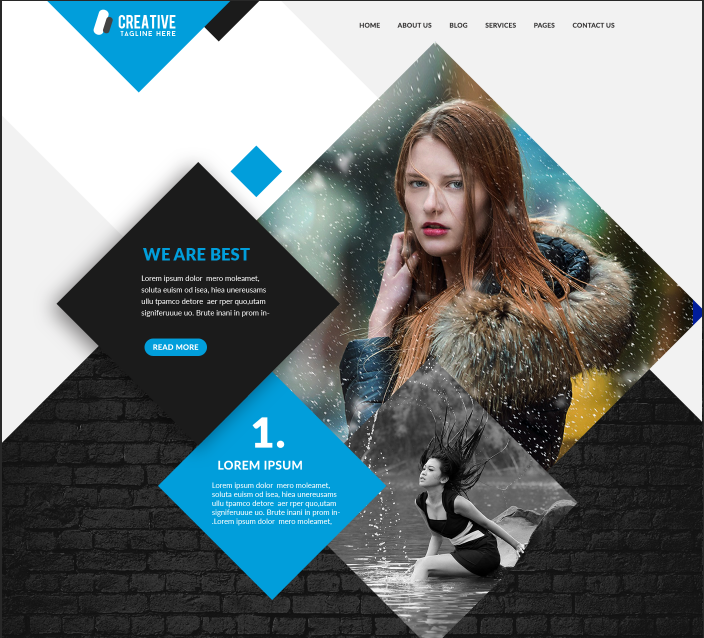 CREATIVE
TAGLINE HERE
HOME ABOUT US BLOG SERVICES PAGES CONTACT US
WE ARE BEST
Lorem ipsum dolor mero moleamet,
soluta euism od isea, hiea unereusams
ullu tpamco detore aer rper quo,utam
signiferuuue uo. Brute inani in prom in-
READ MORE
1.
LOREM IPSUM
Lorem ipsum dolor mero moleamet,
soluta euism od isea, hiea unereusams
ullu tpamco detore aer rper quo,utam
signiferuuue uo. Brute inani in prom in-
.Lorem ipsum dolor mero moleamet,